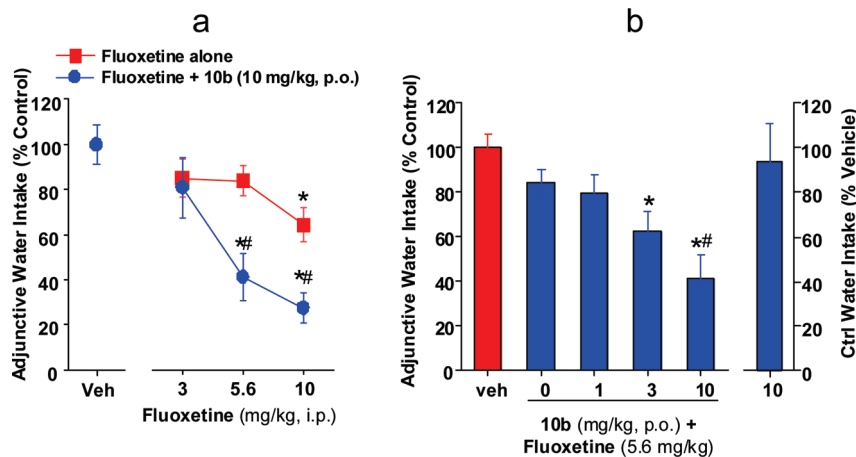 a
Fluoxetine alone
Fluoxetine + 10b (10 mg/kg, p.o.)
Adjunctive Water Intake (% Control)
120
100
80
60
40
20
0
*
*#
*#
Veh
3
5.6
10
Fluoxetine (mg/kg, i.p.)
b
Adjunctive Water Intake (% Control)
120
100
80
60
40
20
0
*
*#
veh
0
1
3
10
10
10b (mg/kg, p.o.) +
Fluoxetine (5.6 mg/kg)
120
100
80
60
40
20
0
Ctrl Water Intake (% Vehicle)